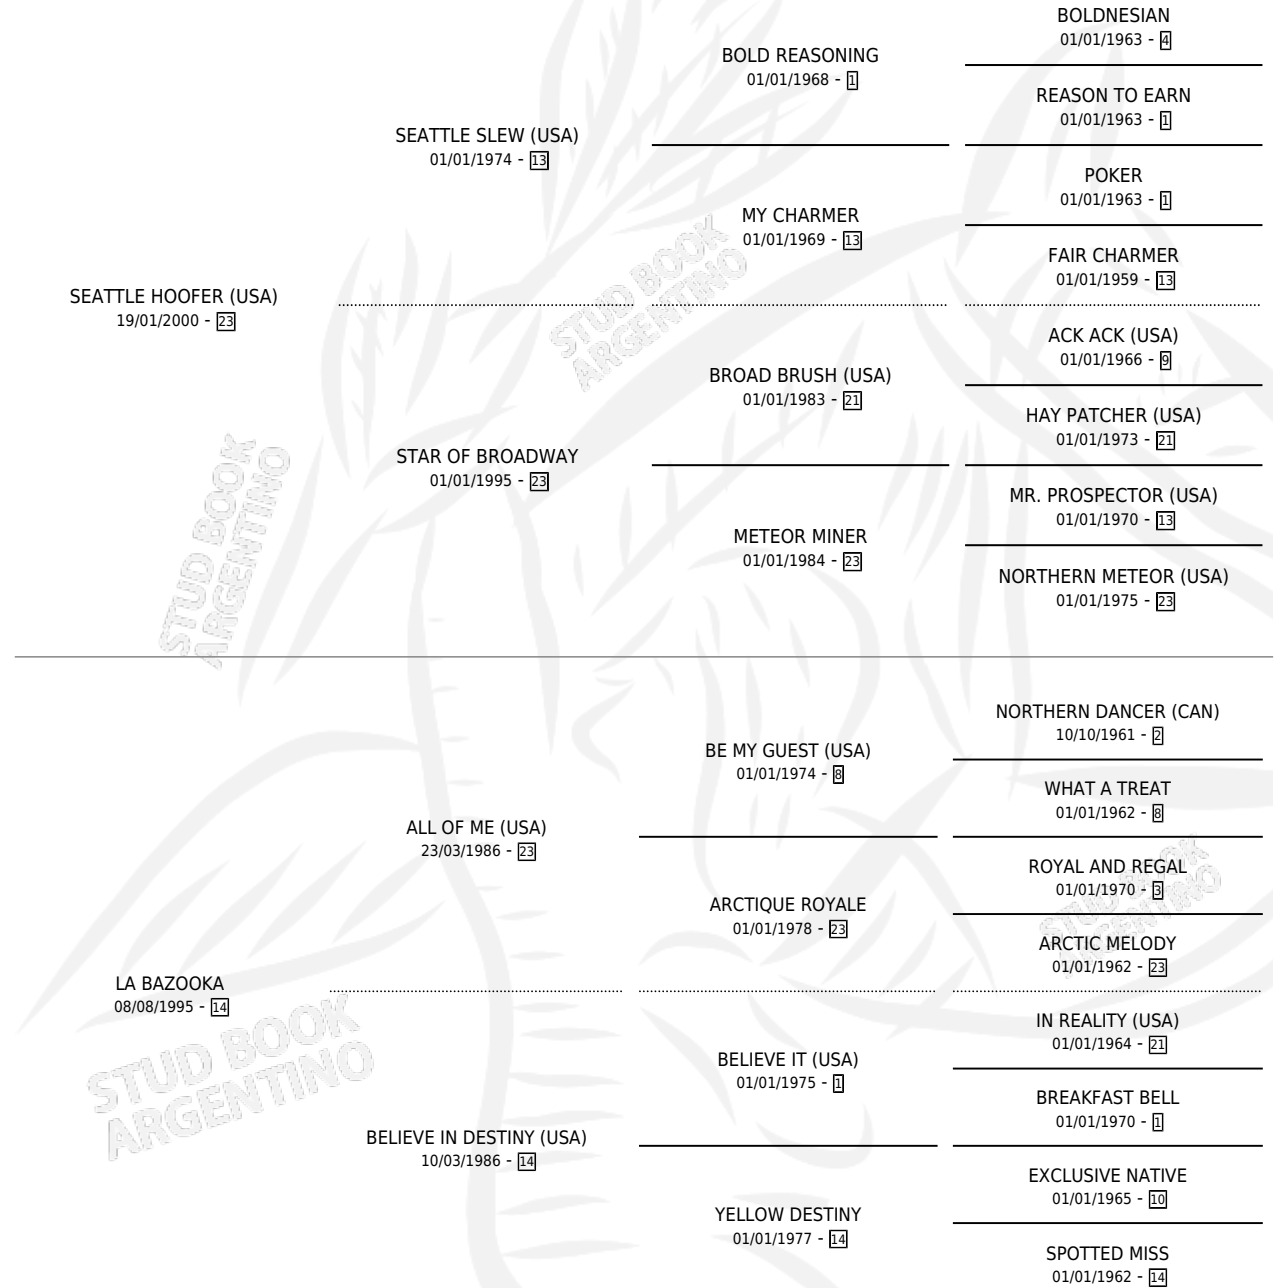 BOLDNESIAN
01/01/1963 - 4
BOLD REASONING
01/01/1968 - 1
REASON TO EARN
01/01/1963 - 1
SEATTLE SLEW (USA)
01/01/1974 - 13
POKER
01/01/1963 - 1
MY CHARMER
01/01/1969 - 13
FAIR CHARMER
01/01/1959 - 13
SEATTLE HOOFER (USA)
19/01/2000 - 23
STUD BOOK
ARGENTINO
ACK ACK (USA)
01/01/1966 - 9
BROAD BRUSH (USA)
01/01/1983 - 21
HAY PATCHER (USA)
01/01/1973 - 21
STAR OF BROADWAY
01/01/1995 - 23
MR. PROSPECTOR (USA)
01/01/1970 - 13
METEOR MINER
01/01/1984 - 23
NORTHERN METEOR (USA)
01/01/1975 - 23
STUD BOOK
ARGENTINO
NORTHERN DANCER (CAN)
10/10/1961 - 2
BE MY GUEST (USA)
01/01/1974 - 8
WHAT A TREAT
01/01/1962 - 8
ALL OF ME (USA)
23/03/1986 - 23
ROYAL AND REGAL
01/01/1970 - 3
ARCTIQUE ROYALE
01/01/1978 - 23
STUD BOOK
ARGENTINO
ARCTIC MELODY
01/01/1962 - 23
LA BAZOOKA
08/08/1995 - 14
IN REALITY (USA)
01/01/1964 - 21
STUD BOOK
ARGENTINO
BELIEVE IT (USA)
01/01/1975 - 1
BREAKFAST BELL
01/01/1970 - 1
BELIEVE IN DESTINY (USA)
10/03/1986 - 14
EXCLUSIVE NATIVE
01/01/1965 - 10
YELLOW DESTINY
01/01/1977 - 14
SPOTTED MISS
01/01/1962 - 14